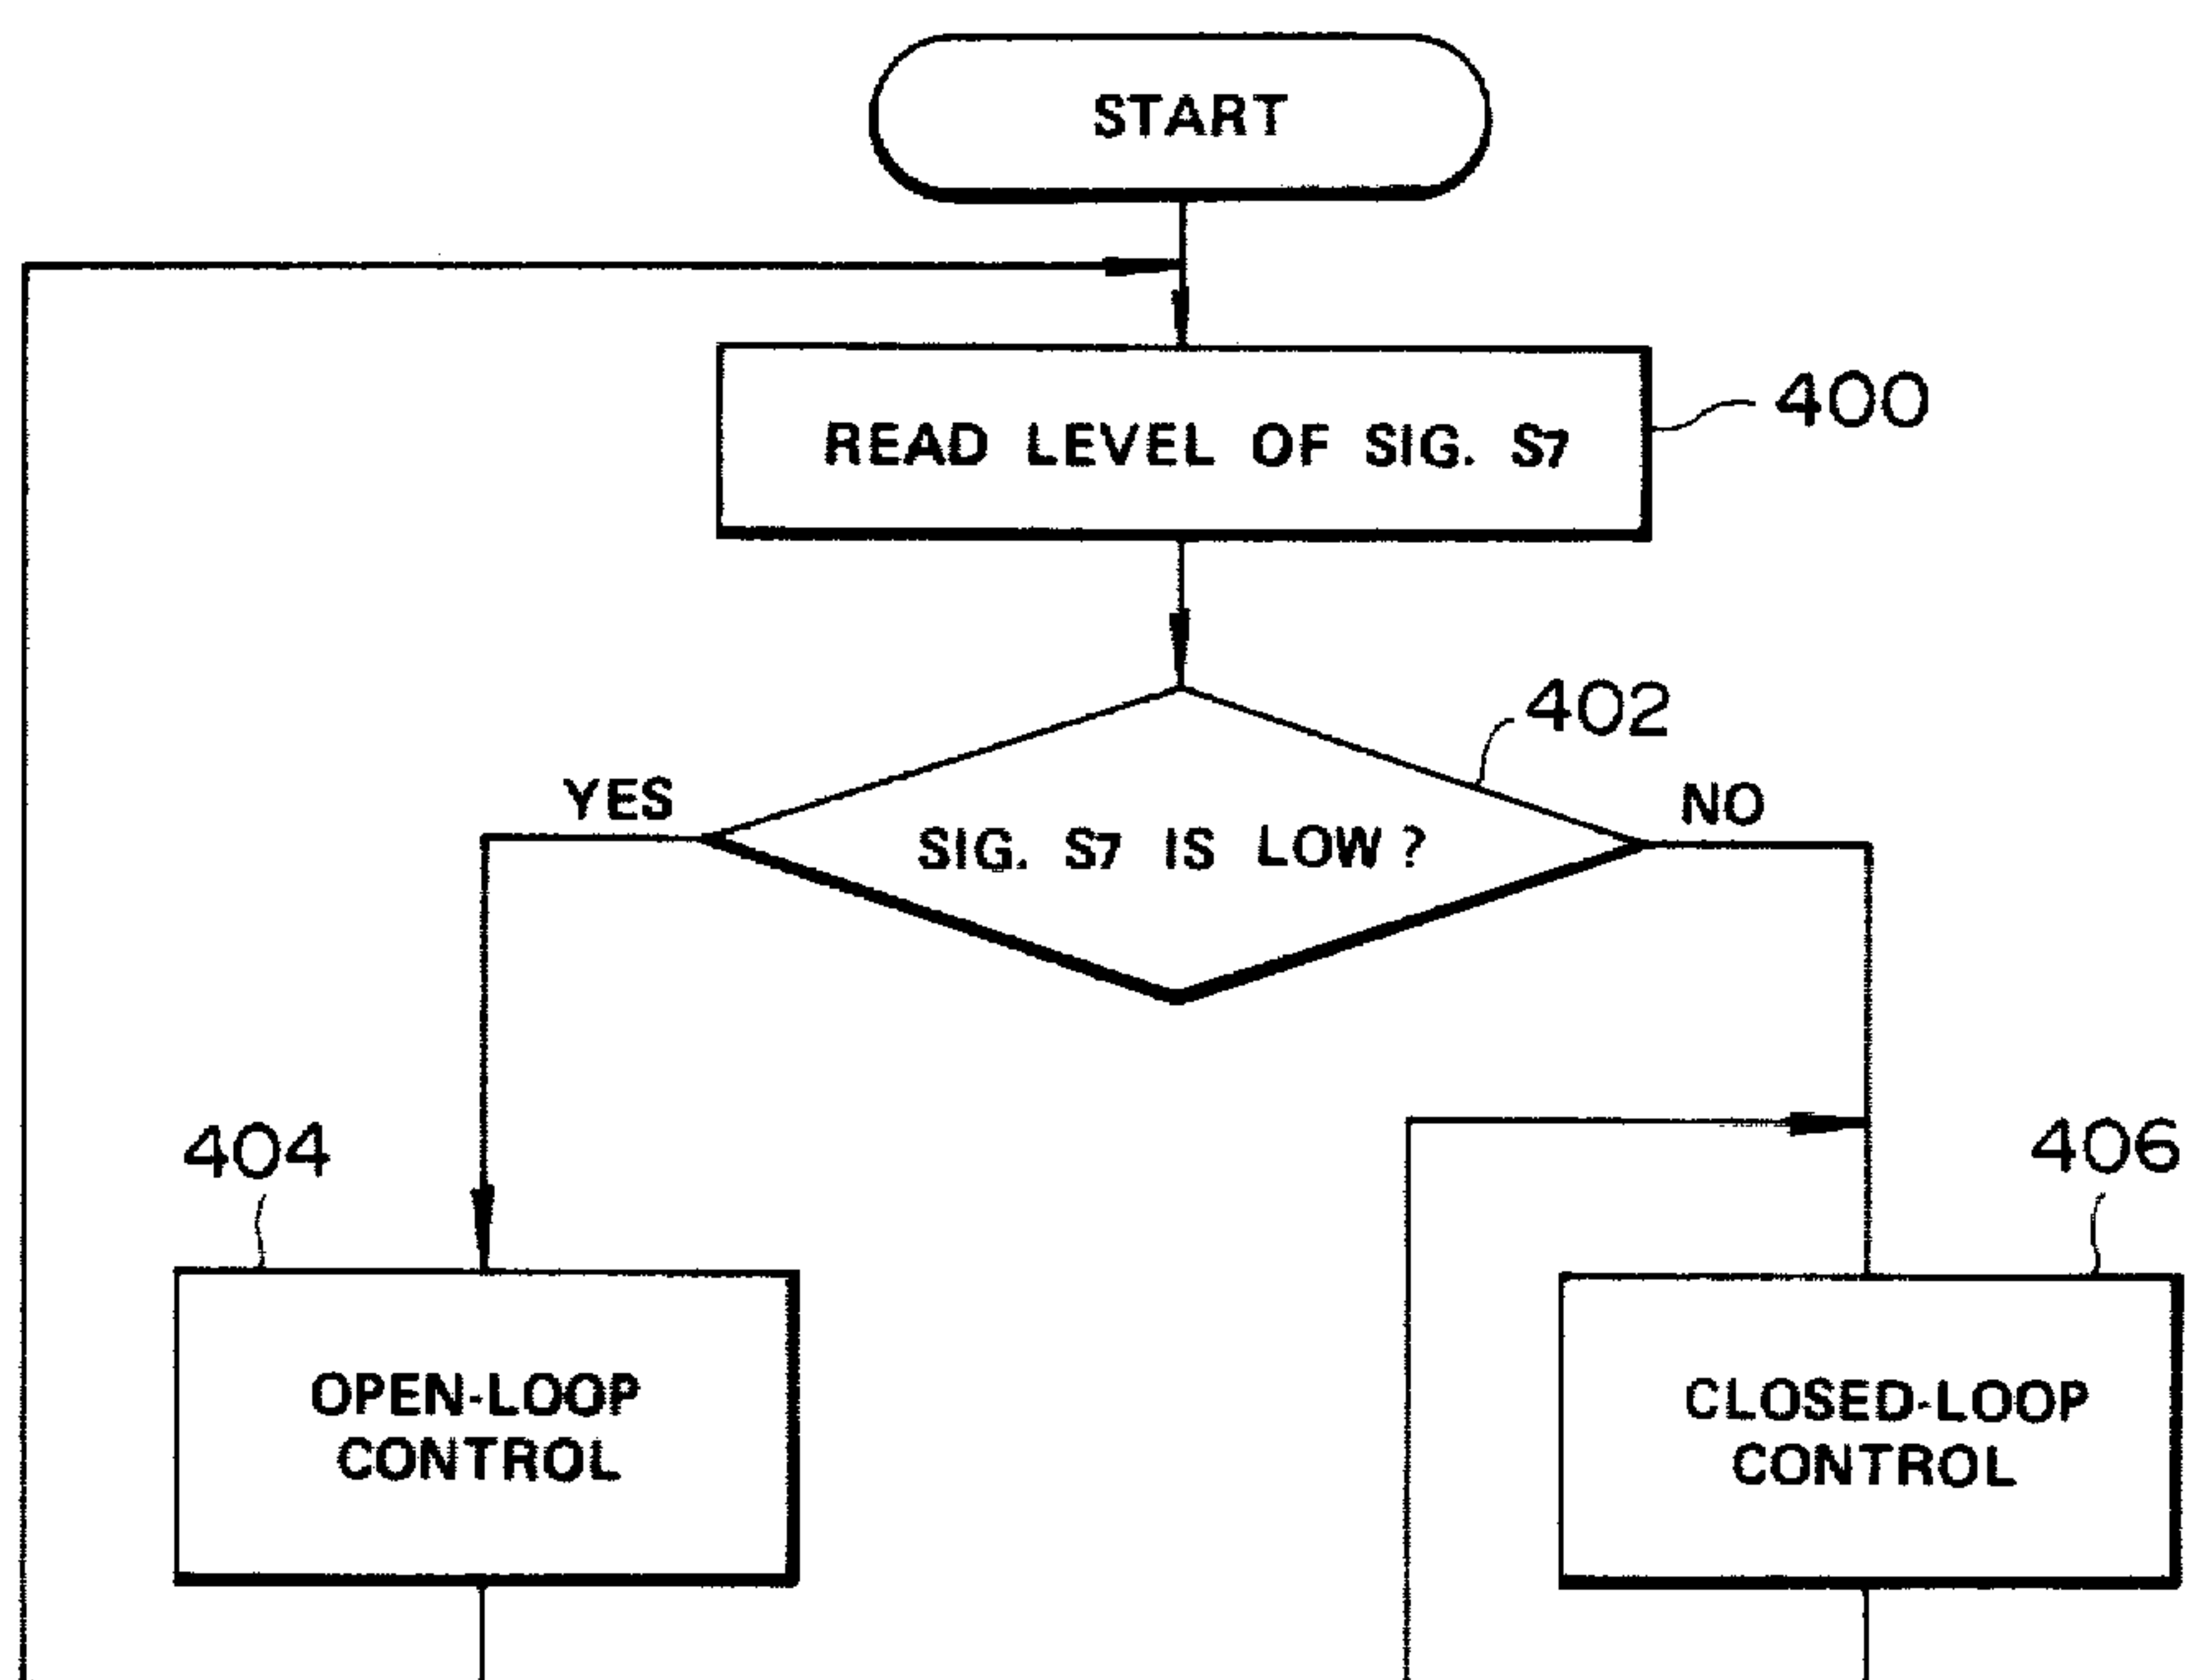 START
READ LEVEL OF SIG. S7
400
402
YES
NO
SIG. S7 IS LOW?
404
406
OPEN-LOOP
CONTROL
CLOSED-LOOP
CONTROL